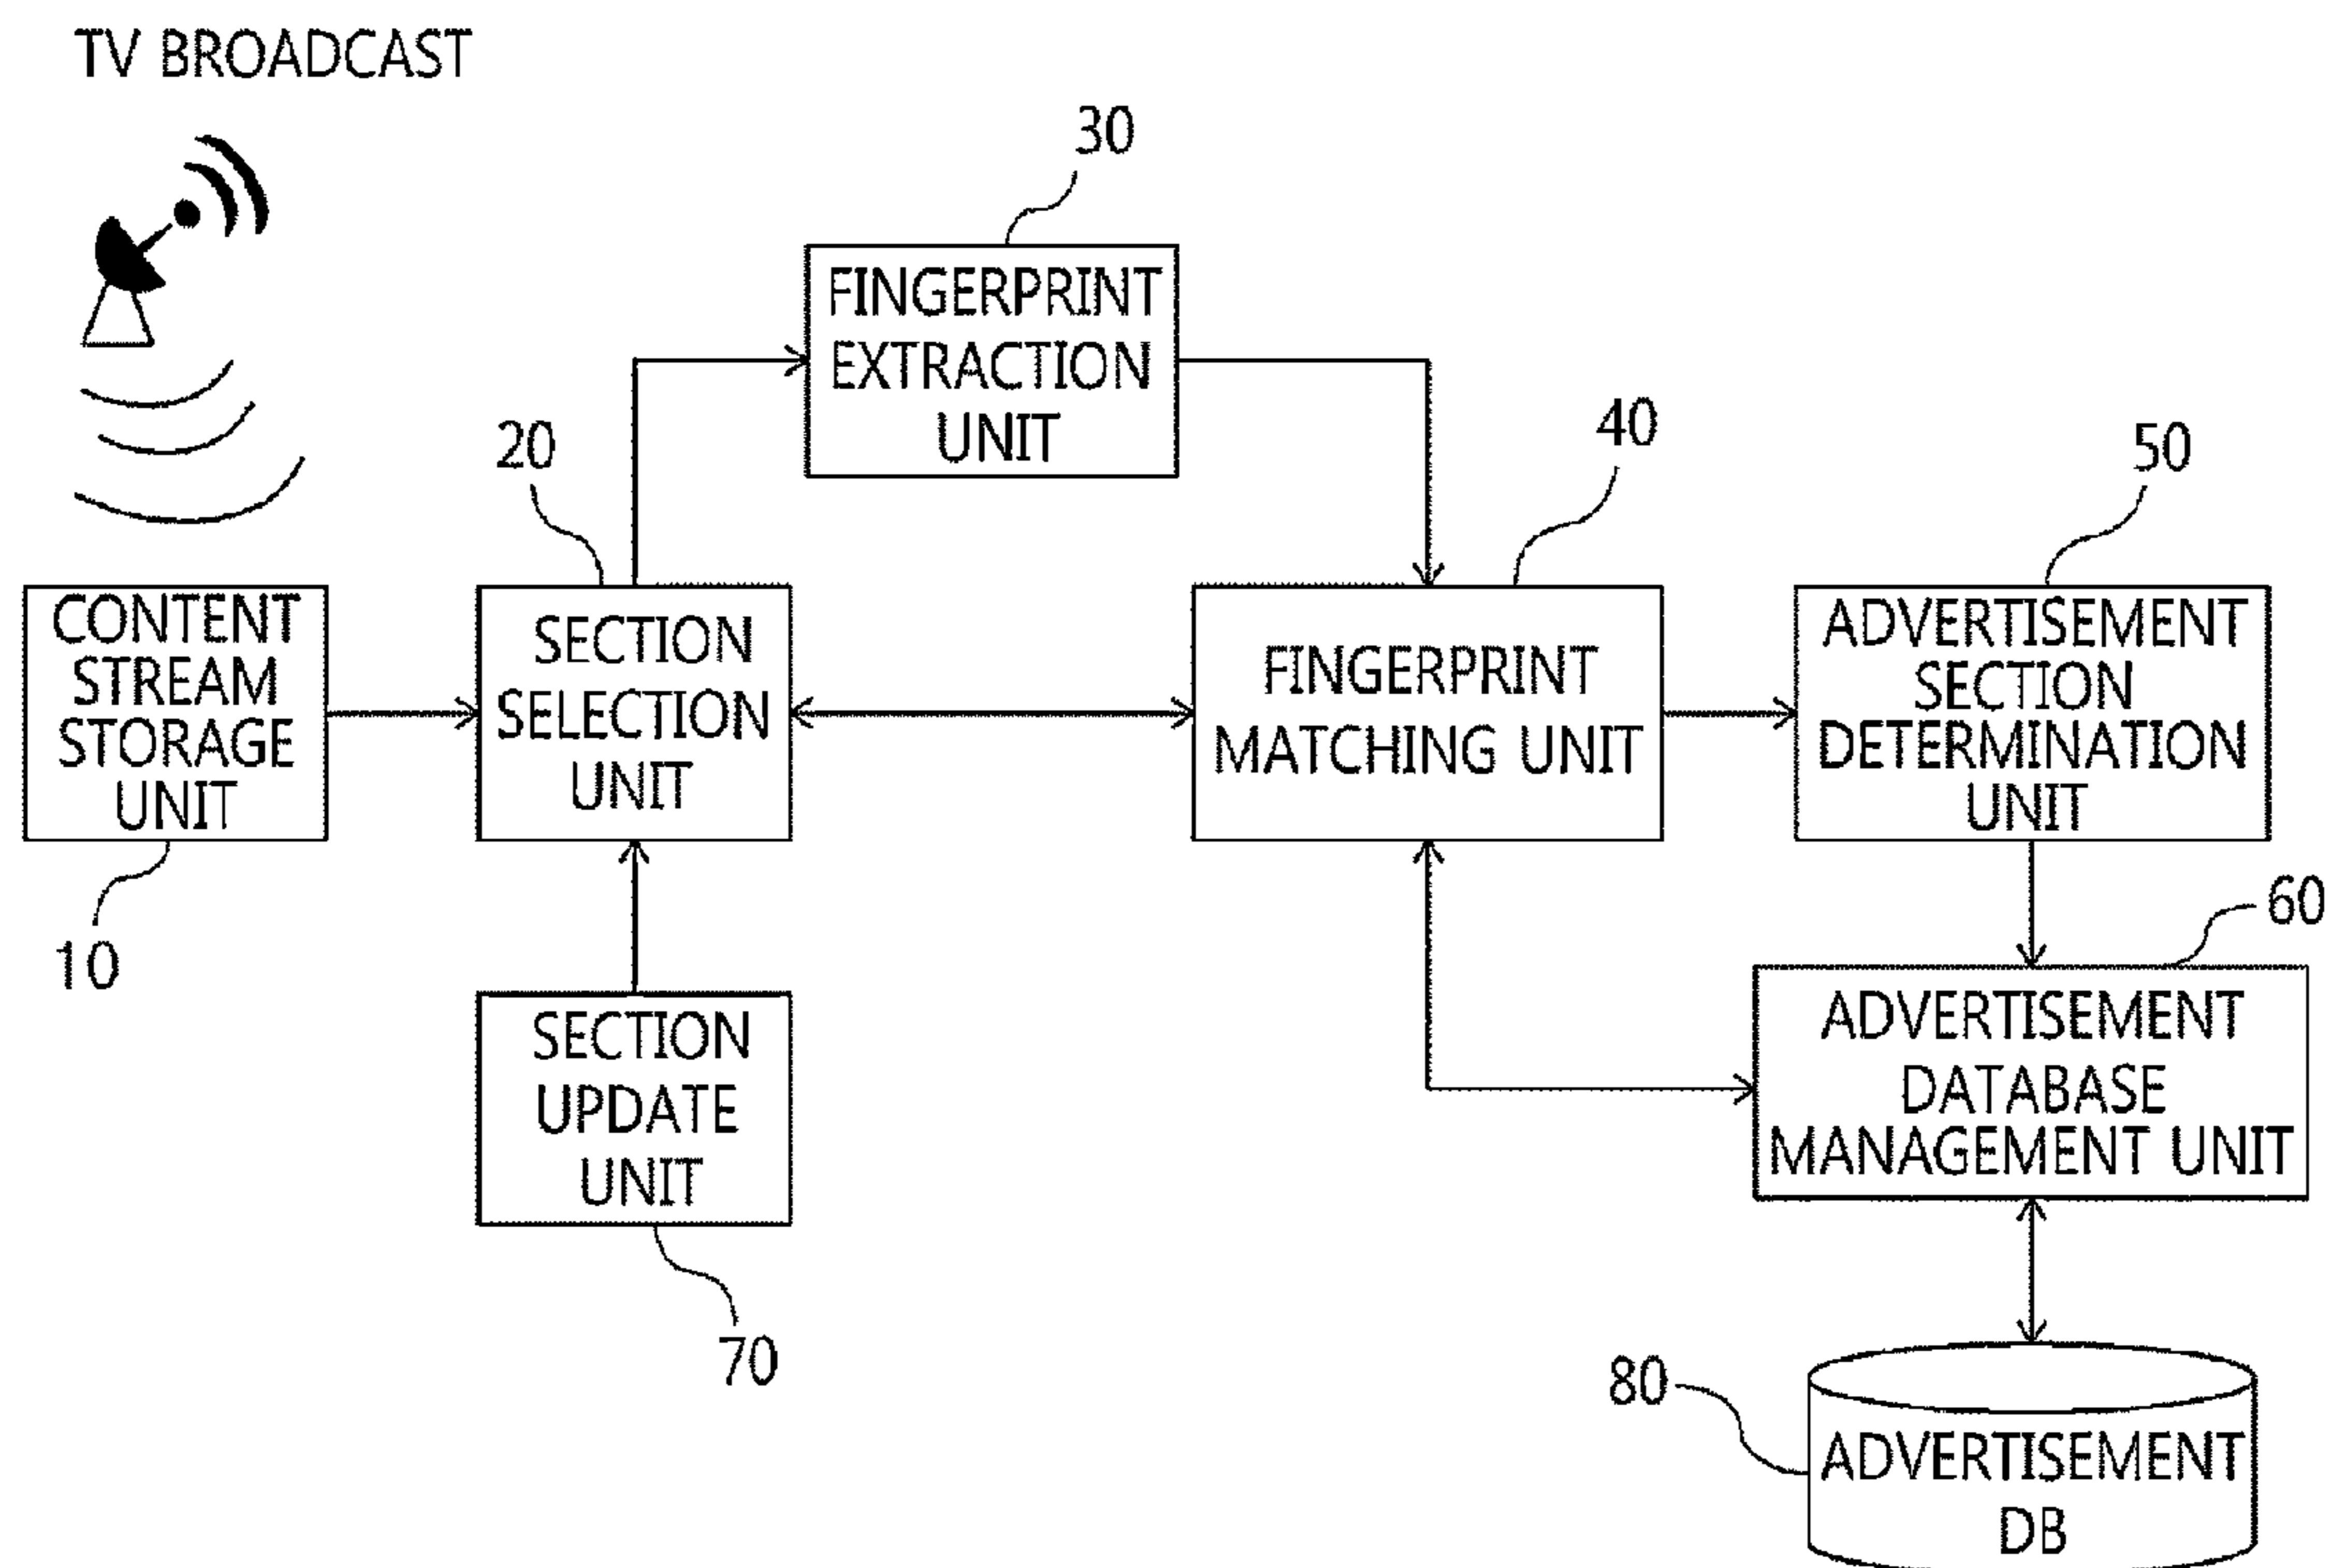 TV BROADCAST
30
FINGERPRINT
EXTRACTION
UNIT
20
40
50
CONTENT
STREAM
STORAGE
UNIT
SECTION
SELECTION
UNIT
FINGERPRINT
MATCHING UNIT
ADVERTISEMENT
SECTION
DETERMINATION
UNIT
10
60
SECTION
UPDATE
UNIT
ADVERTISEMENT
DATABASE
MANAGEMENT UNIT
70
80
ADVERTISEMENT
DB